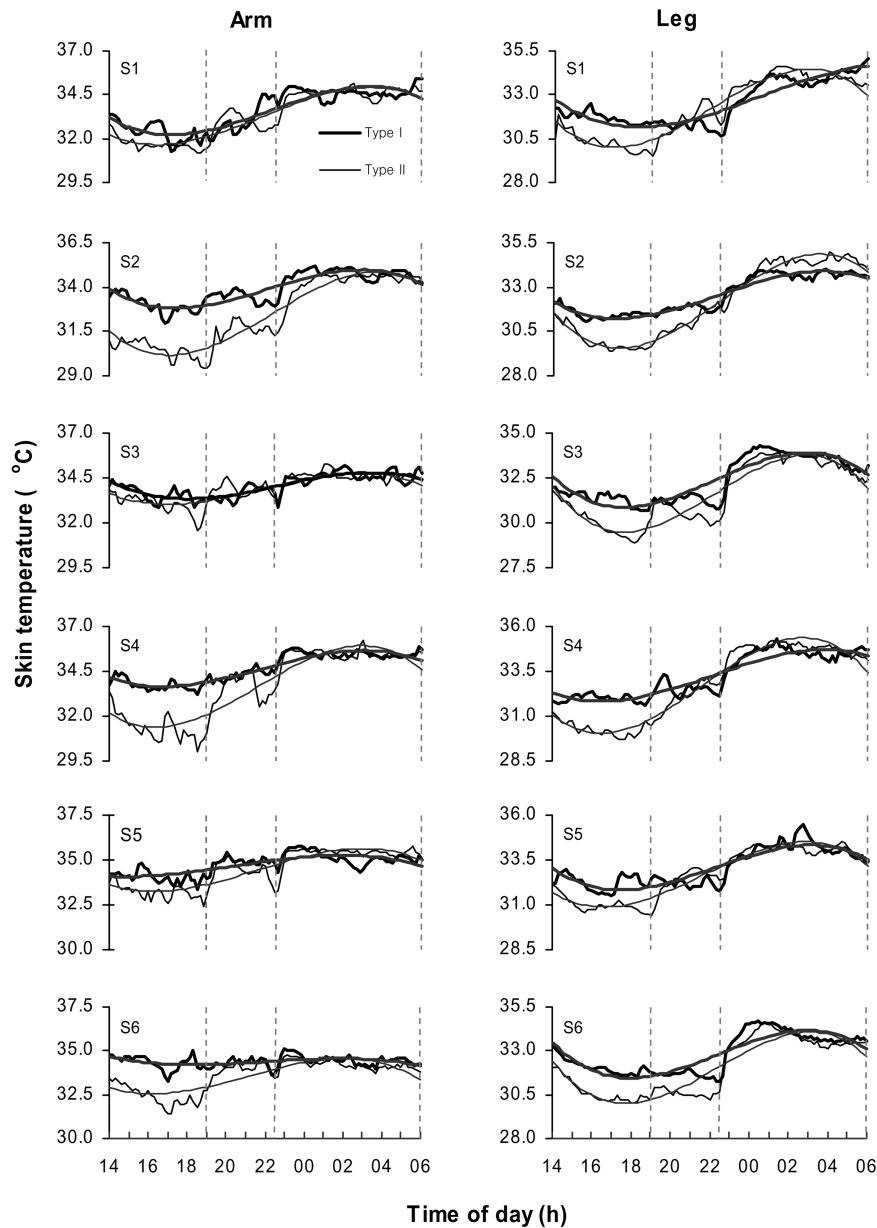 Arm Leg
37.0 35.5
S1 S1
34.5 33.0
Type I
32.0 30.5
Type II
29.5 28.0
36.5 35.5
S2 S2
34.0 33.0
31.5 30.5
29.0 28.0
37.0 35.0
S3 S3
34.5 32.5
32.0 30.0
29.5 27.5
Skin temperature ( °C)
37.0 36.0
S4 S4
34.5 33.5
32.0 31.0
29.5 28.5
37.5 36.0
S5 S5
35.0 33.5
32.5 31.0
30.0 28.5
37.5 35.5
S6 S6
35.0 33.0
32.5 30.5
30.0 28.0
14 16 18 20 22 00 02 04 06 14 16 18 20 22 00 02 04 06
Time of day (h)